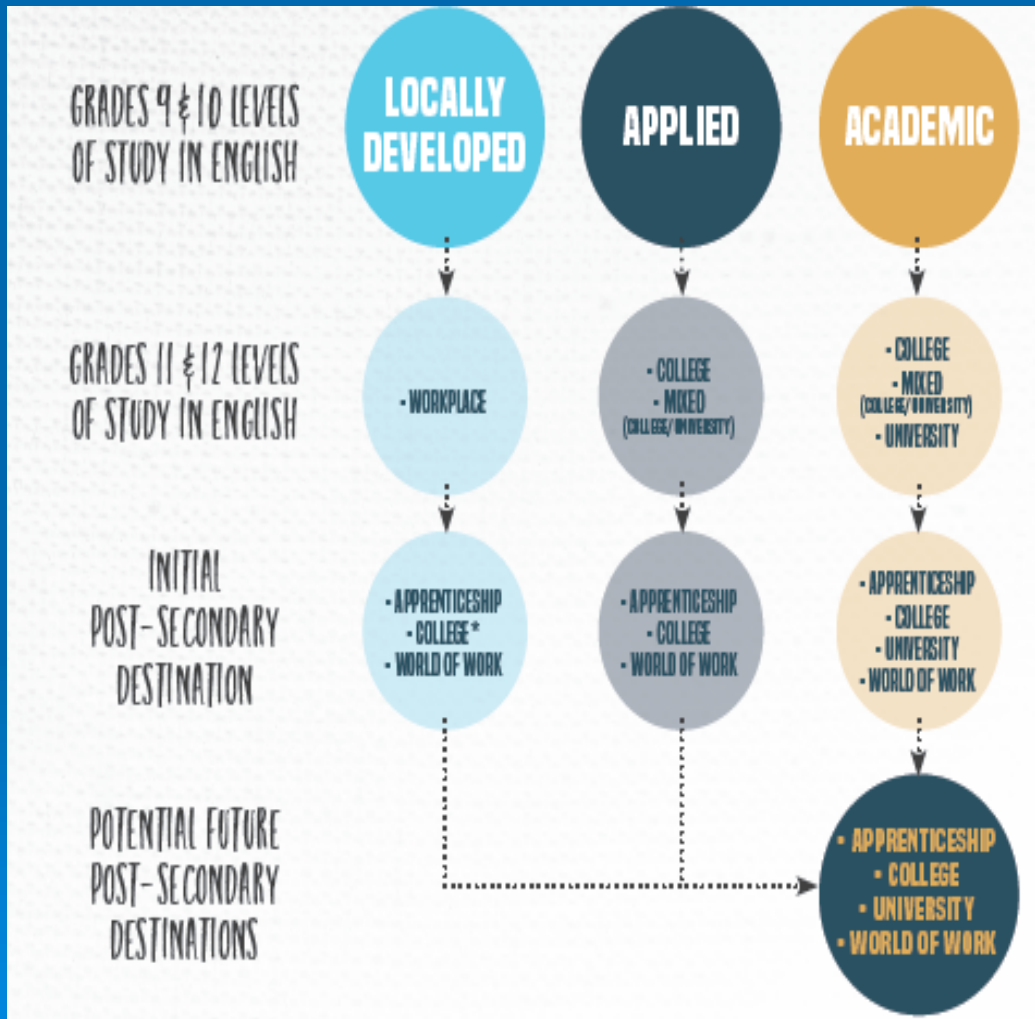 GRADES 9 & 10 LEVELS
OF STUDY IN ENGLISH
LOCALLY
DEVELOPED
APPLIED
ACADEMIC
GRADES 11 & 12 LEVELS
OF STUDY IN ENGLISH
• WORKPLACE
• COLLEGE
• MIXED
(COLLEGE/UNIVERSITY)
• COLLEGE
• MIXED
(COLLEGE/UNIVERSITY)
• UNIVERSITY
INITIAL
POST-SECONDARY
DESTINATION
• APPRENTICESHIP
• COLLEGE*
• WORLD OF WORK
• APPRENTICESHIP
• COLLEGE
• WORLD OF WORK
• APPRENTICESHIP
• COLLEGE
• UNIVERSITY
• WORLD OF WORK
POTENTIAL FUTURE
POST-SECONDARY
DESTINATIONS
• APPRENTICESHIP
• COLLEGE
• UNIVERSITY
• WORLD OF WORK